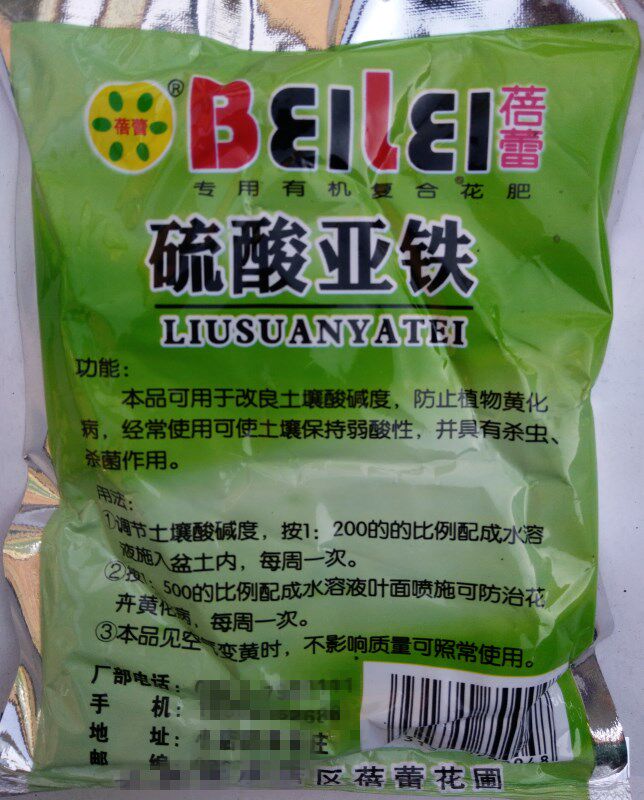 蓓蕾 ® BEILEI 蓓蕾
专用有机复合花肥
硫酸亚铁
LIUSUANYATEI
功能：
本品可用于改良土壤酸碱度，防止植物黄化
病，经常使用可使土壤保持弱酸性，并具有杀虫、
杀菌作用。
用法：
①调节土壤酸碱度，按1：200的的比例配成水溶
液施入盆土内，每周一次。
②按1：500的比例配成水溶液叶面喷施可防治花
卉黄化病，每周一次。
③本品见空气变黄时，不影响质量可照常使用。
厂部电话：
手 机：
地 址：
邮 编
区蓓蕾花圃